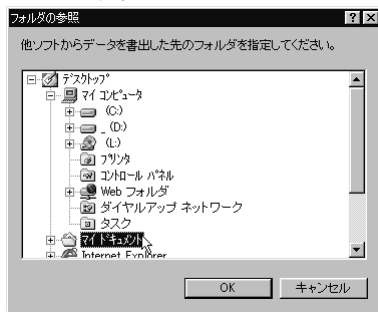 フォルダの参照
他ソフトからデータを書出した先のフォルダを指定してください。
デスクトップ
マイ コンピュータ
(C:)
_ (D:)
(L:)
プリンタ
コントロール パネル
Web フォルダ
ダイヤルアップ ネットワーク
タスク
マイ ドキュメント
Internet Explorer
OK
キャンセル